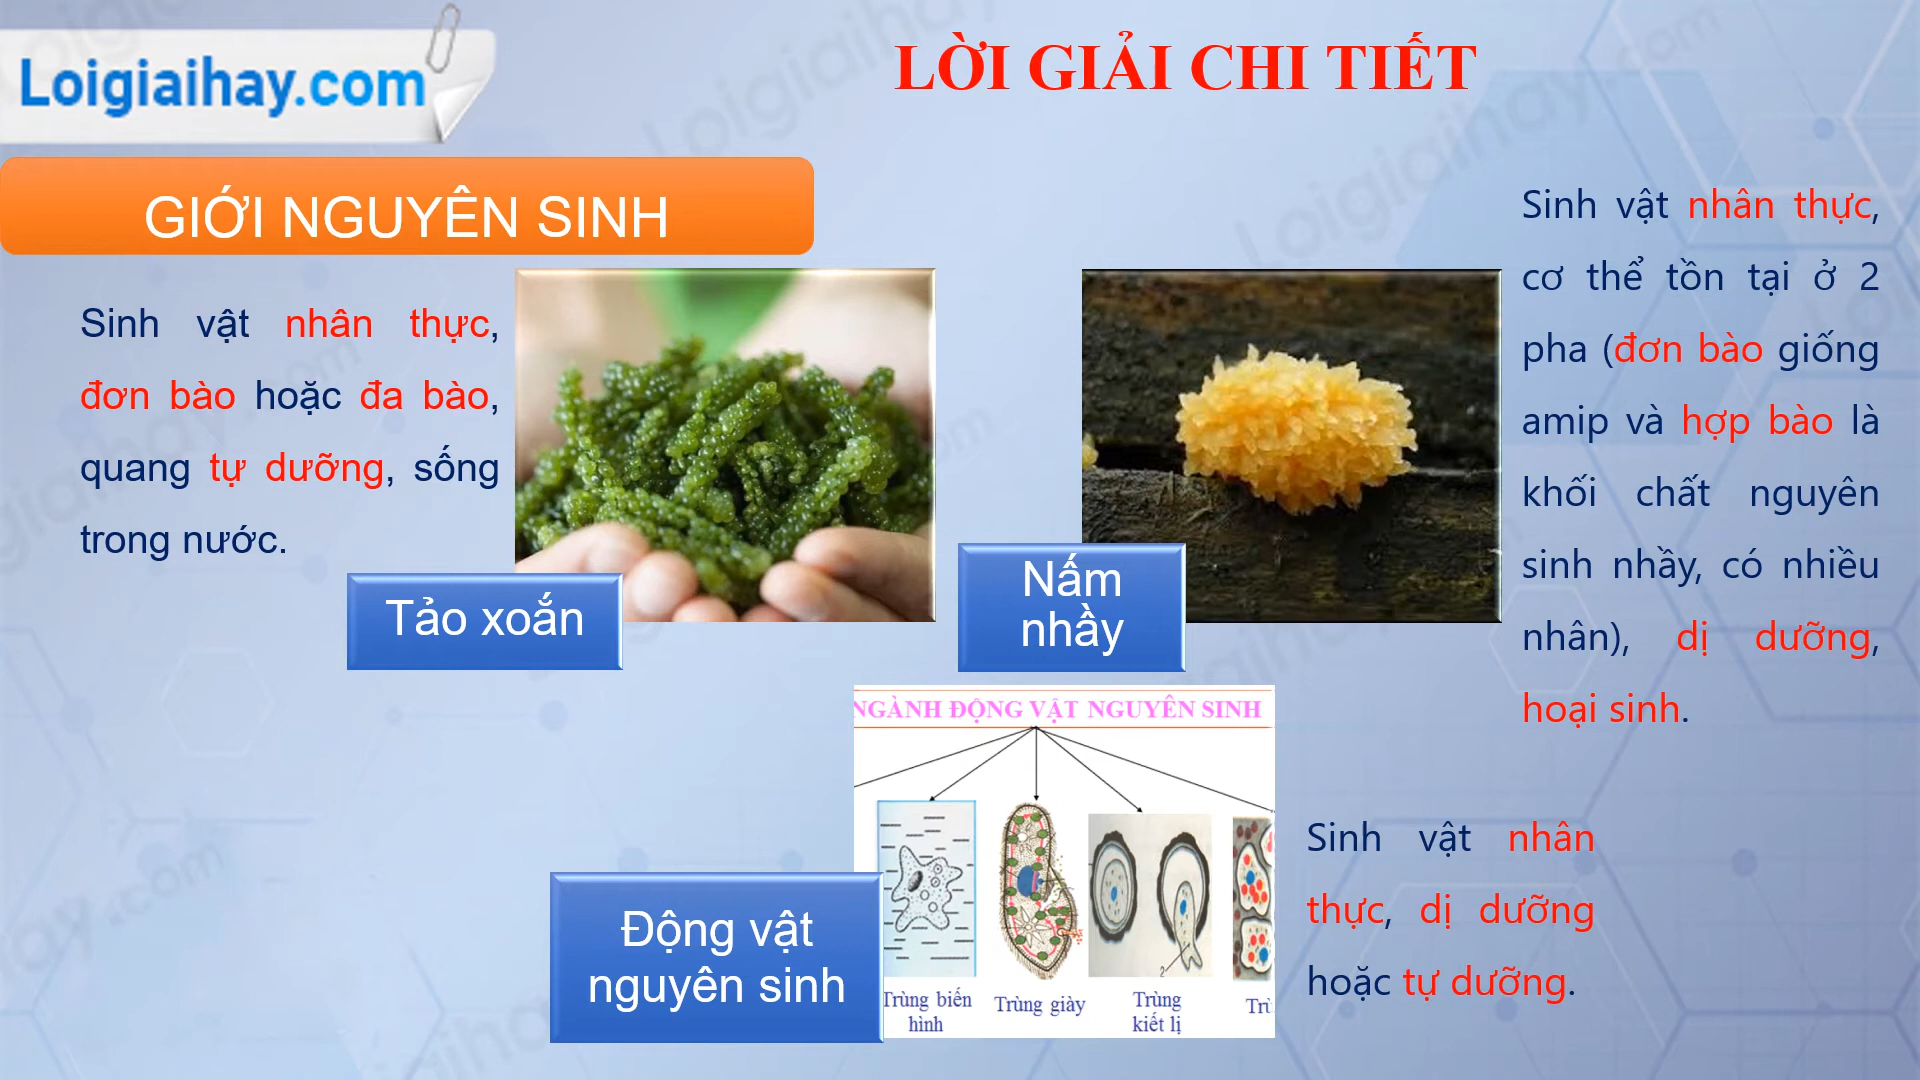 Loigiaihay.com
LỜI GIẢI CHI TIẾT
GIỚI NGUYÊN SINH
Sinh vật nhân thực,
đơn bào hoặc đa bào,
quang tự dưỡng, sống
trong nước.
Tảo xoắn
Nấm
nhầy
Sinh vật nhân thực,
cơ thể tồn tại ở 2
pha (đơn bào giống
amip và hợp bào là
khối chất nguyên
sinh nhầy, có nhiều
nhân), dị dưỡng,
hoại sinh.
NGÀNH ĐỘNG VẬT NGUYÊN SINH
2
Trùng biến
hình
Trùng giày
Trùng
kiết lị
Trù
Động vật
nguyên sinh
Sinh vật nhân
thực, dị dưỡng
hoặc tự dưỡng.